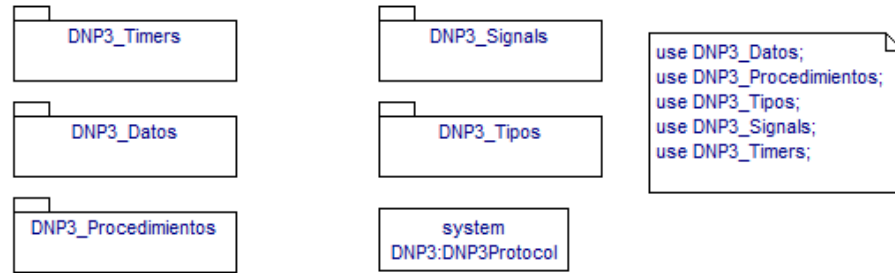 DNP3_Timers
DNP3_Signals
use DNP3_Datos;
use DNP3_Procedimientos;
use DNP3_Tipos;
use DNP3_Signals;
use DNP3_Timers;
DNP3_Datos
DNP3_Tipos
DNP3_Procedimientos
system
DNP3:DNP3Protocol